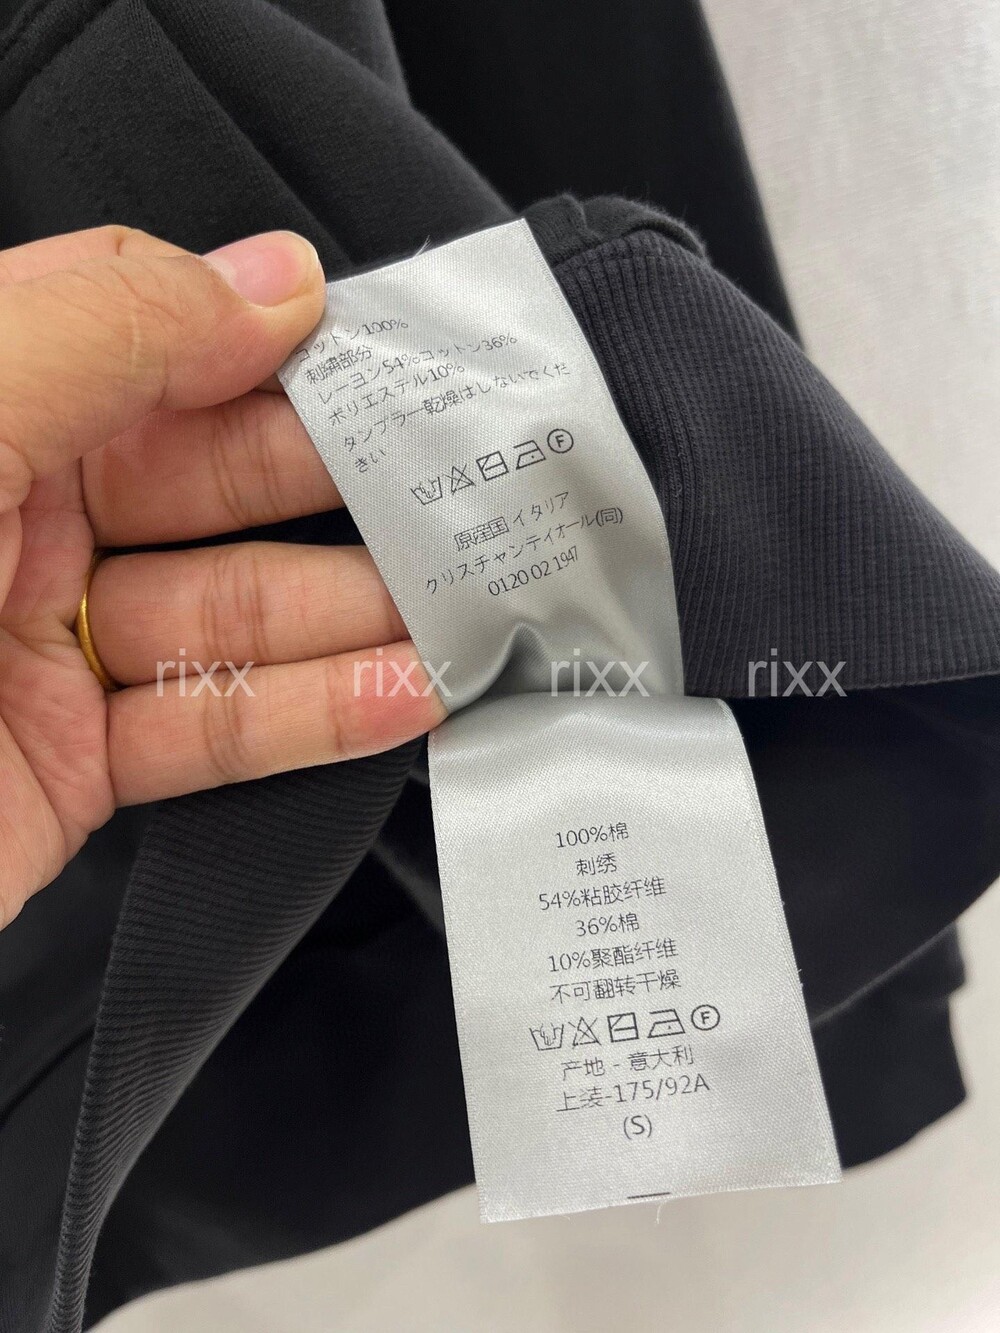 コットン100%
刺繍部分
レーヨン54%コットン36%
ポリエステル10%
タンブラー乾燥はしないでくだ
さい
F
原産国 イタリア
クリスチャンディオール(同)
0120 02 1947
rixx rixx rixx rixx
100%棉
刺绣
54%粘胶纤维
36%棉
10%聚酯纤维
不可翻转干燥
F
产地 - 意大利
上装-175/92A
(S)